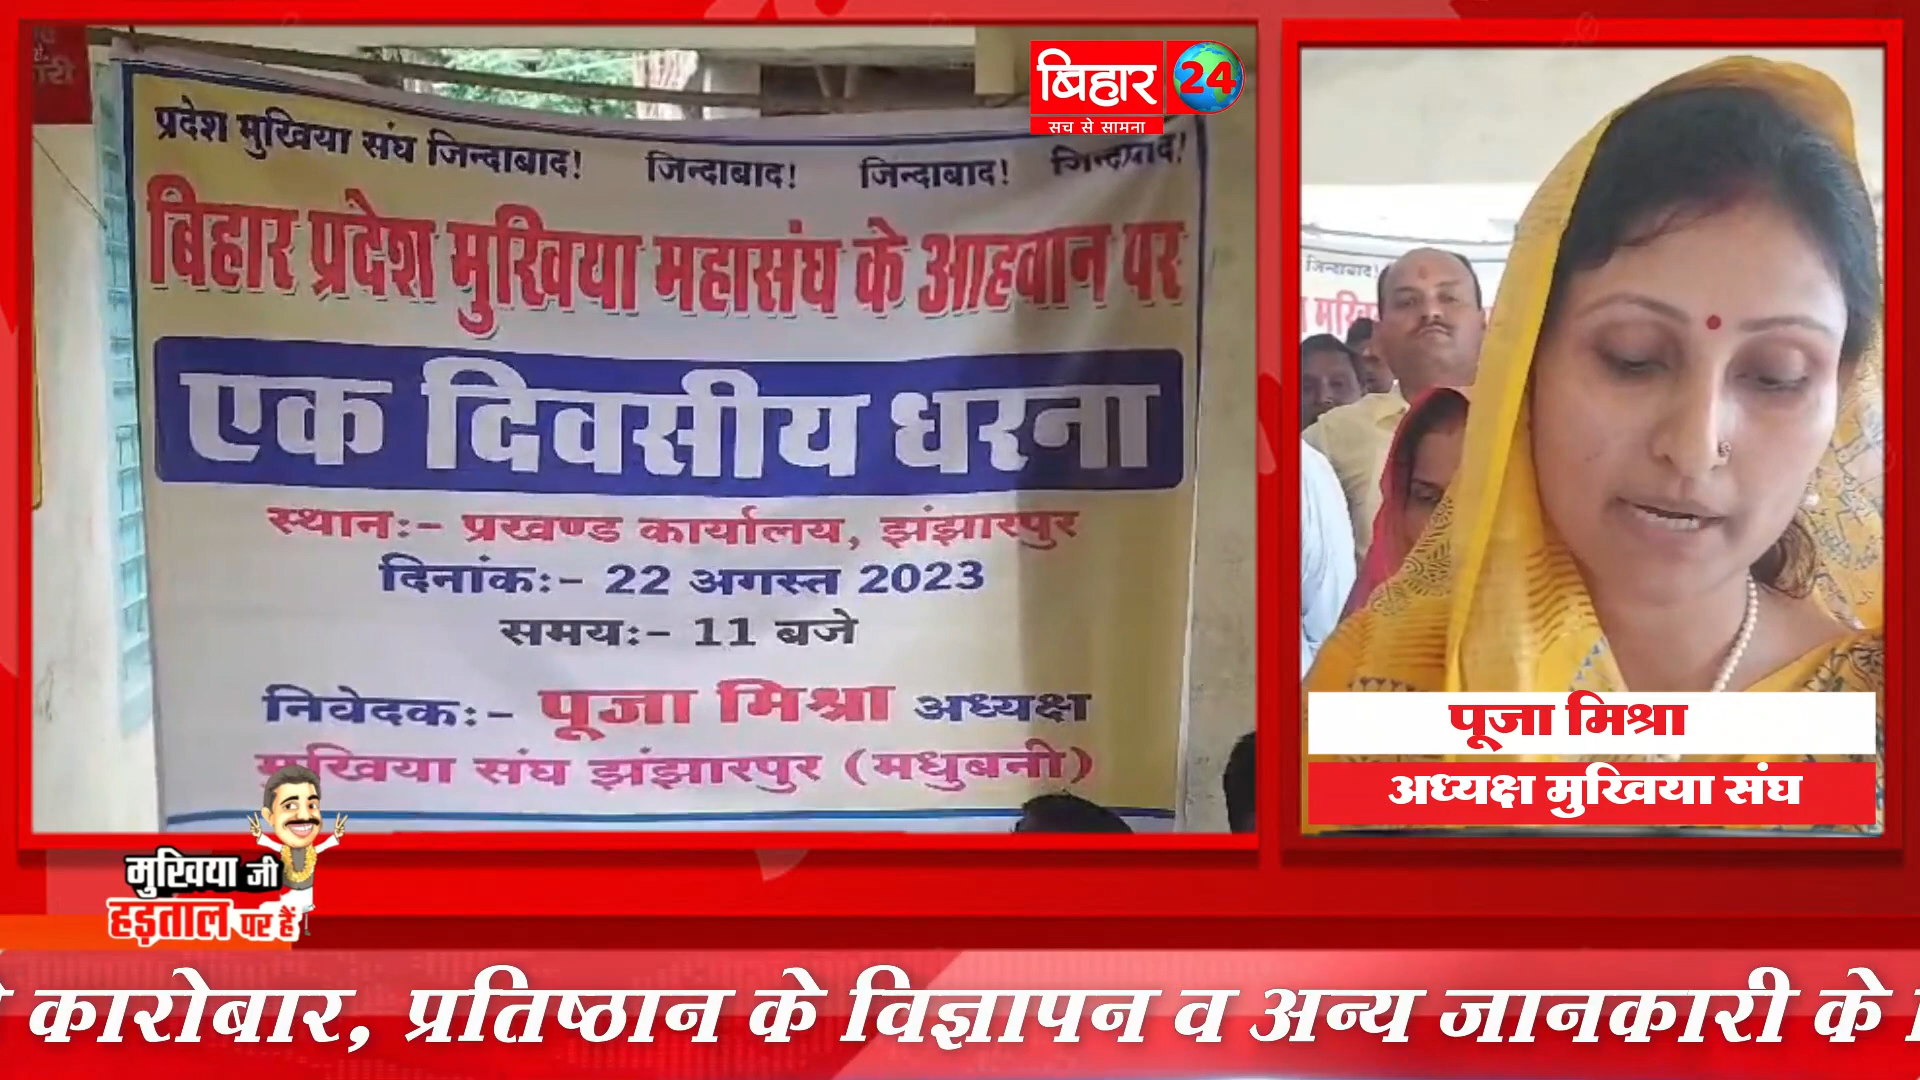 प्रदेश मुखिया संघ जिन्दाबाद! जिन्दाबाद! जिन्दाबाद! जिन्दाबाद!
बिहार प्रदेश मुखिया महासंघ के आहवान पर
एक दिवसीय धरना
स्थान:- प्रखण्ड कार्यालय, झंझारपुर
दिनांक:- 22 अगस्त 2023
समय:- 11 बजे
निवेदक:- पूजा मिश्रा अध्यक्ष
मुखिया संघ झंझारपुर (मधुबनी)
बिहार 24
सच से सामना
जिन्दाबाद!
पूजा मिश्रा
अध्यक्ष मुखिया संघ
मुखिया जी
हड़ताल पर हैं
कारोबार, प्रतिष्ठान के विज्ञापन व अन्य जानकारी के